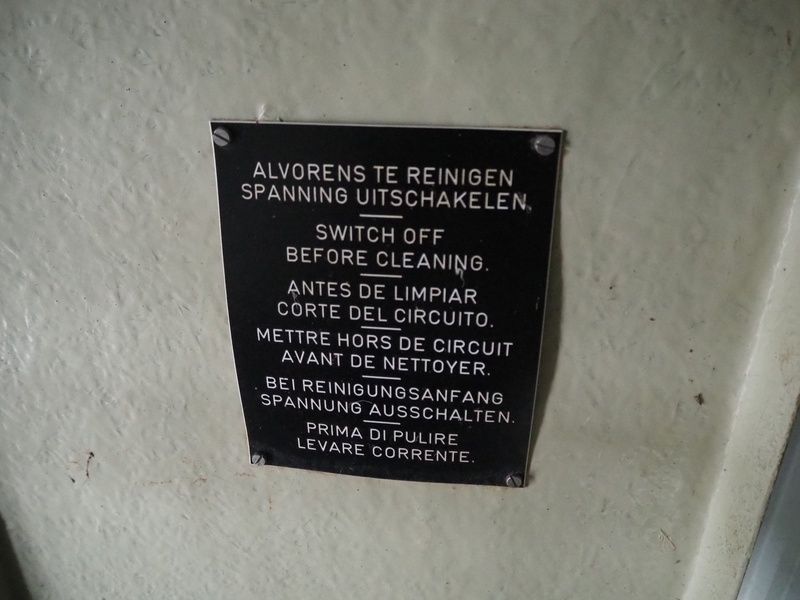 ALVORENS TE REINIGEN
SPANNING UITSCHAKELEN.
SWITCH OFF
BEFORE CLEANING.
ANTES DE LIMPIAR
CORTE DEL CIRCUITO.
METTRE HORS DE CIRCUIT
AVANT DE NETTOYER.
BEI REINIGUNGSANFANG
SPANNUNG AUSSCHALTEN.
PRIMA DI PULIRE
LEVARE CORRENTE.